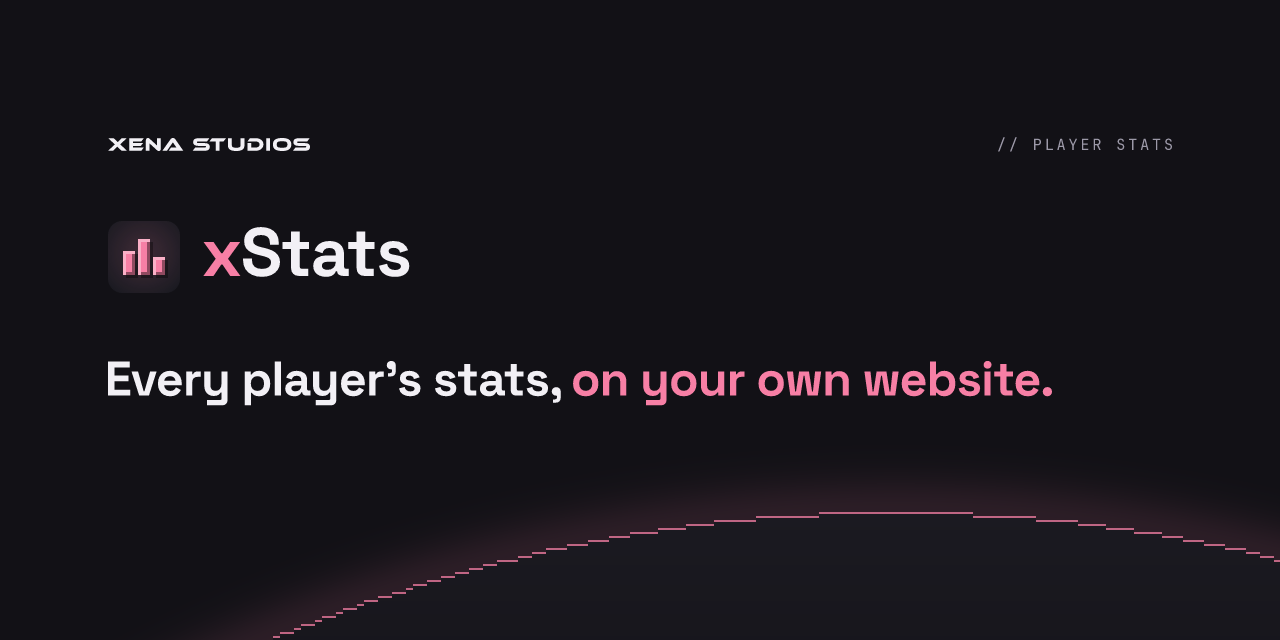 XENA STUDIOS
// PLAYER STATS
xStats
Every player’s stats, on your own website.